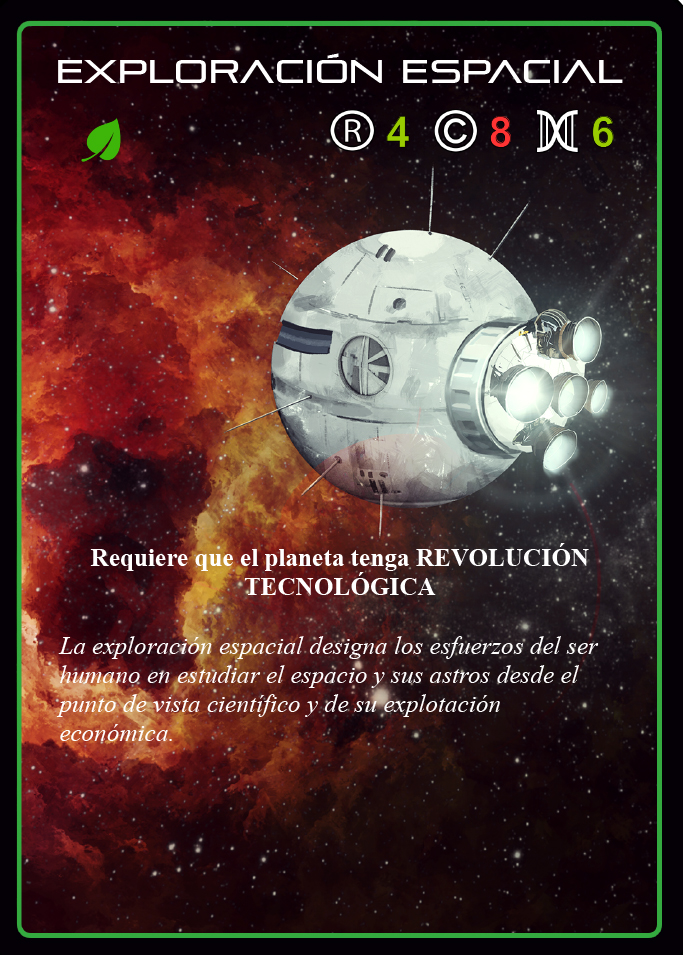 EXPLORACIÓN ESPACIAL
® 4 © 8 6
Requiere que el planeta tenga REVOLUCIÓN
TECNOLÓGICA
La exploración espacial designa los esfuerzos del ser
humano en estudiar el espacio y sus astros desde el
punto de vista científico y de su explotación
económica.